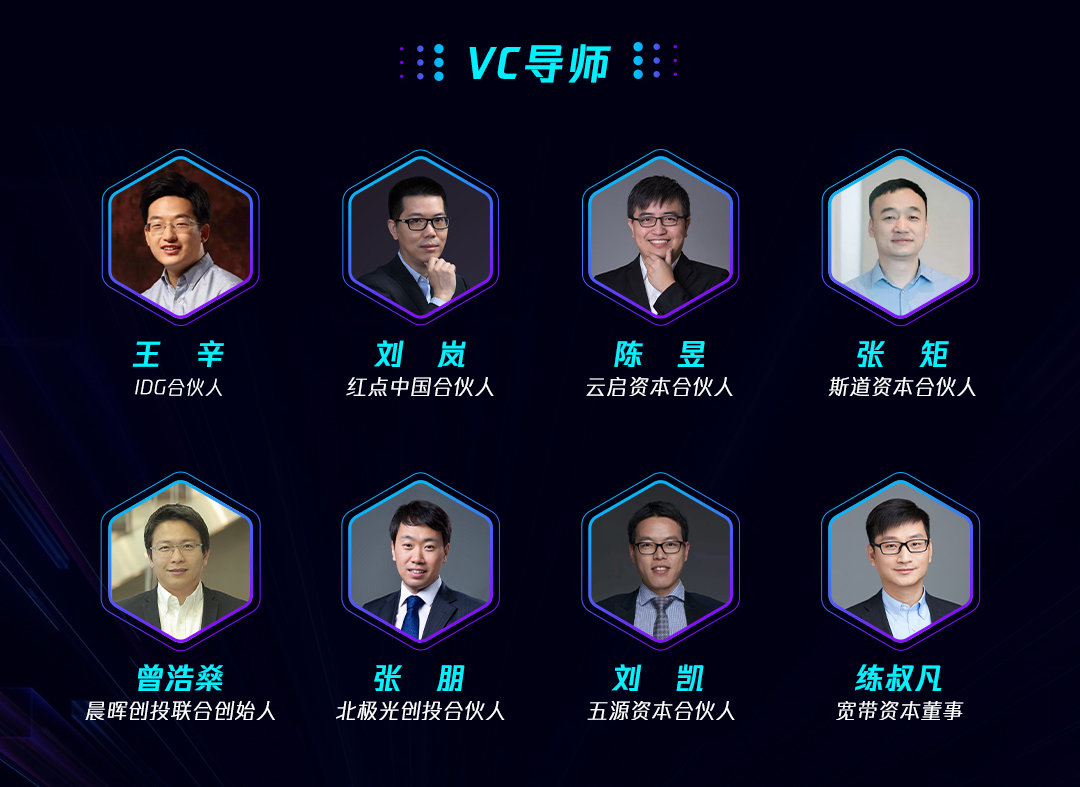 VC导师
王 辛
IDG合伙人
刘 岚
红点中国合伙人
陈 昱
云启资本合伙人
张 矩
斯道资本合伙人
曾浩燊
晨晖创投联合创始人
张 朋
北极光创投合伙人
刘 凯
五源资本合伙人
练叔凡
宽带资本董事